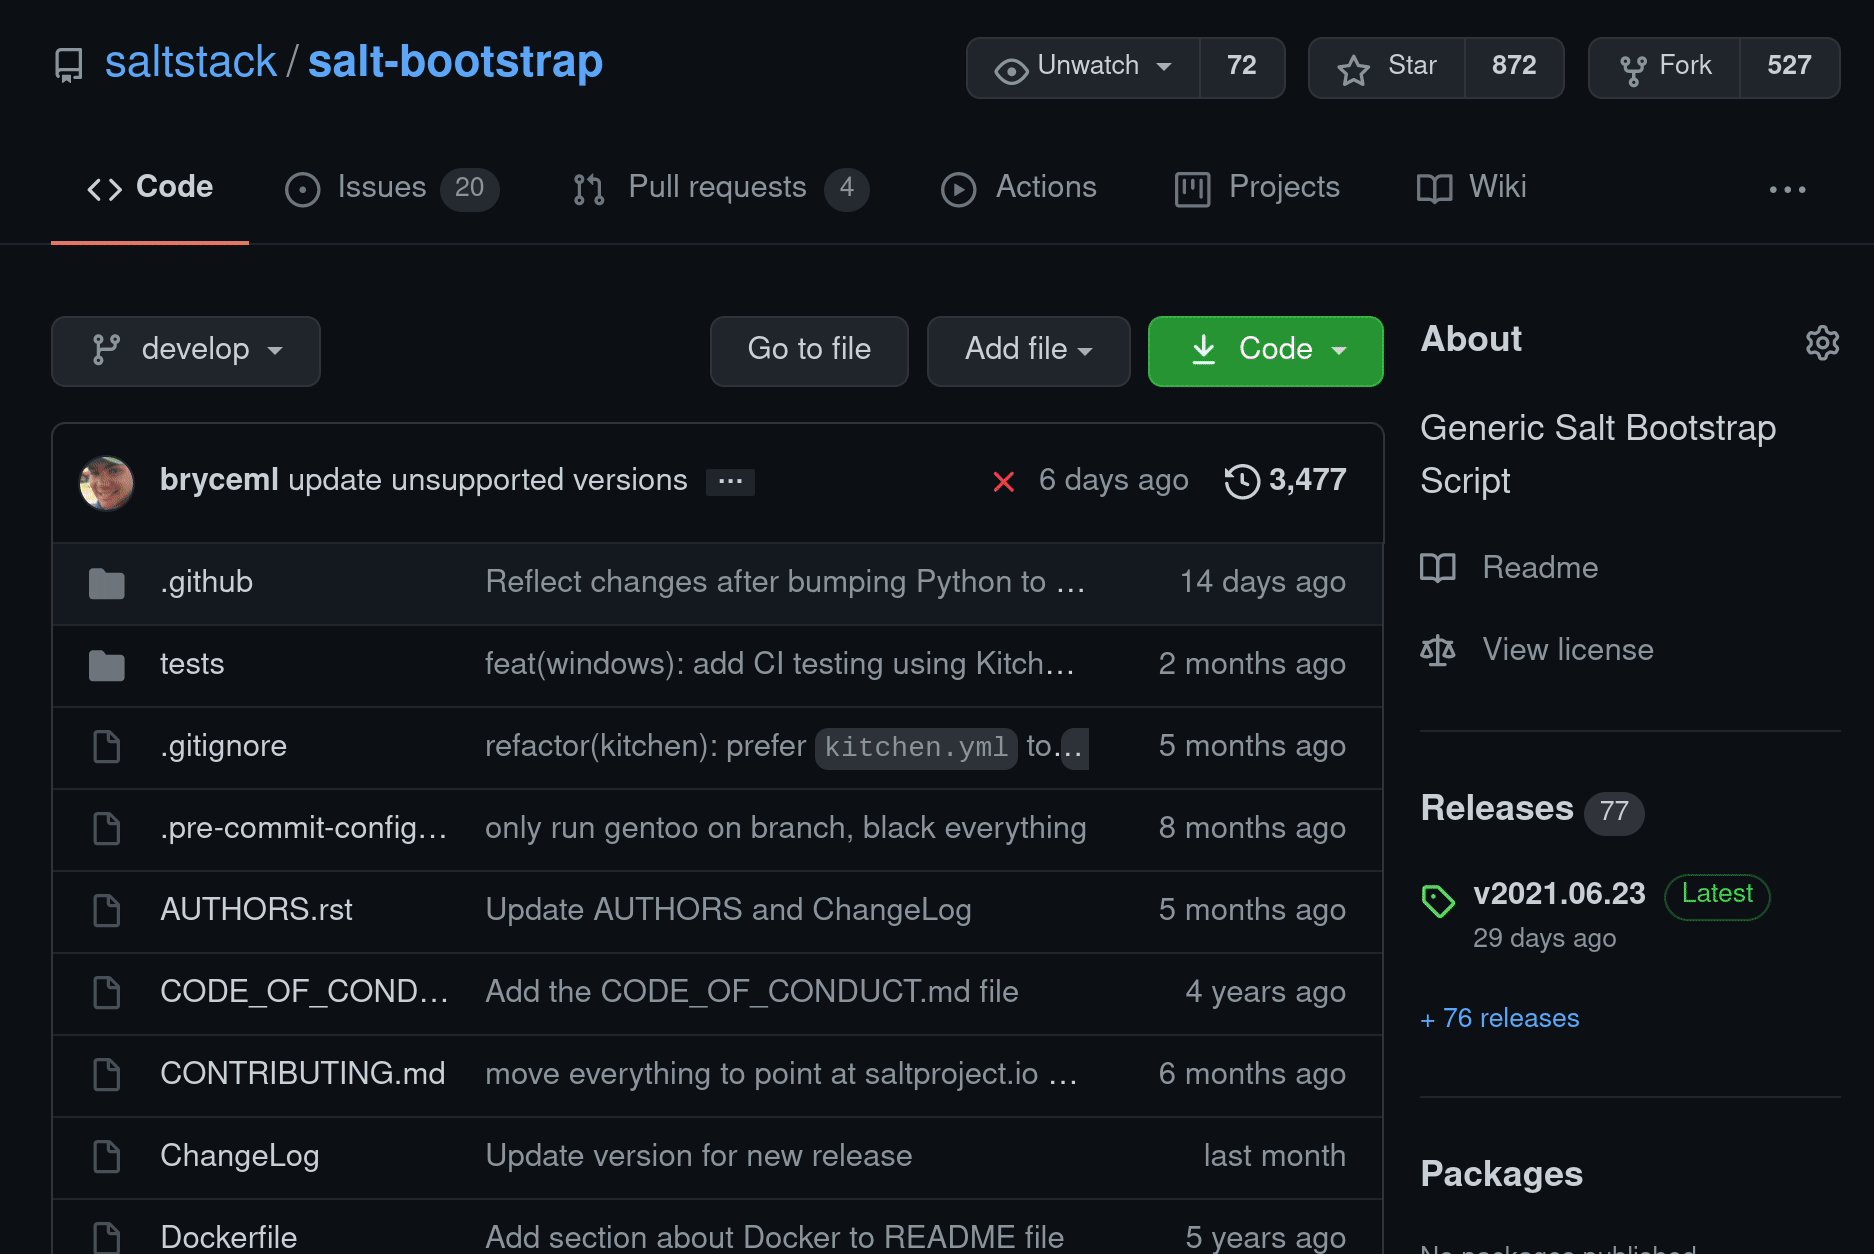 saltstack / salt-bootstrap
Unwatch 72 Star 872 Fork 527
Code Issues 20 Pull requests 4 Actions Projects Wiki ...
develop Go to file Add file Code
bryceml update unsupported versions ... 6 days ago 3,477
.github Reflect changes after bumping Python to ... 14 days ago
tests feat(windows): add CI testing using Kitch... 2 months ago
.gitignore refactor(kitchen): prefer kitchen.yml to... 5 months ago
.pre-commit-config... only run gentoo on branch, black everything 8 months ago
AUTHORS.rst Update AUTHORS and ChangeLog 5 months ago
CODE_OF_COND... Add the CODE_OF_CONDUCT.md file 4 years ago
CONTRIBUTING.md move everything to point at saltproject.io ... 6 months ago
ChangeLog Update version for new release last month
Dockerfile Add section about Docker to README file 5 years ago
About
Generic Salt Bootstrap
Script
Readme
View license
Releases 77
v2021.06.23 Latest
29 days ago
+ 76 releases
Packages
No packages published